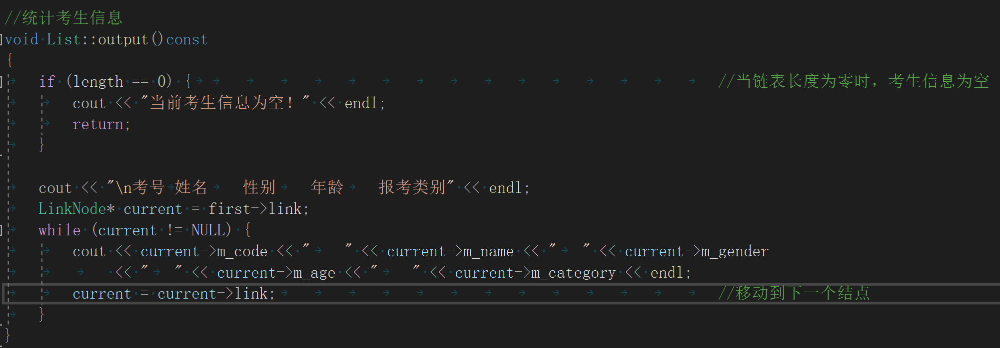 //统计考生信息
void List::output()const
{
if (length == 0) { //当链表长度为零时，考生信息为空
cout << "当前考生信息为空！" << endl;
return;
}
cout << "\n考号	姓名	性别	年龄	报考类别" << endl;
LinkNode* current = first->link;
while (current != NULL) {
cout << current->m_code << "	" << current->m_name << "	" << current->m_gender
<< "	" << current->m_age << "	" << current->m_category << endl;
current = current->link; //移动到下一个结点
}
}